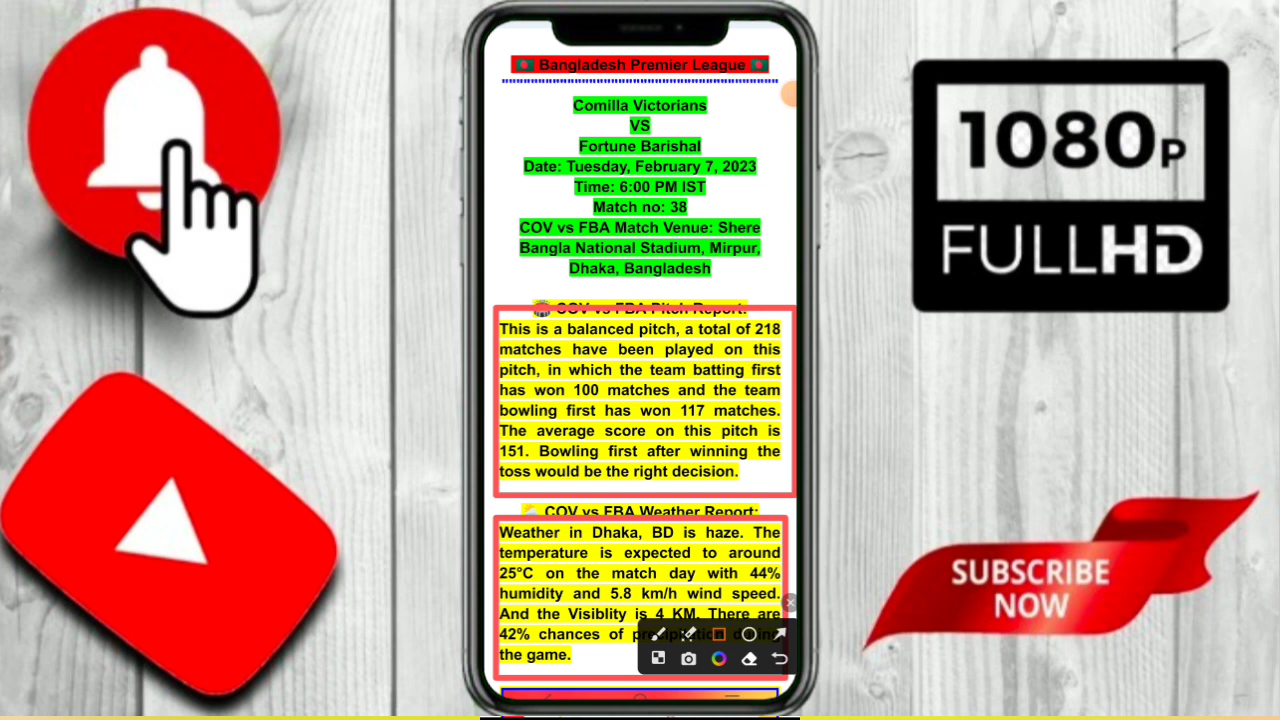 Bangladesh Premier League
Comilla Victorians
VS
Fortune Barishal
Date: Tuesday, February 7, 2023
Time: 6:00 PM IST
Match no: 38
COV vs FBA Match Venue: Shere
Bangla National Stadium, Mirpur,
Dhaka, Bangladesh
COV vs FBA Pitch Report:
This is a balanced pitch, a total of 218
matches have been played on this
pitch, in which the team batting first
has won 100 matches and the team
bowling first has won 117 matches.
The average score on this pitch is
151. Bowling first after winning the
toss would be the right decision.
COV vs FBA Weather Report:
Weather in Dhaka, BD is haze. The
temperature is expected to around
25°C on the match day with 44%
humidity and 5.8 km/h wind speed.
And the Visiblity is 4 KM. There are
42% chances of precipitation during
the game.
1080P
FULLHD
SUBSCRIBE
NOW